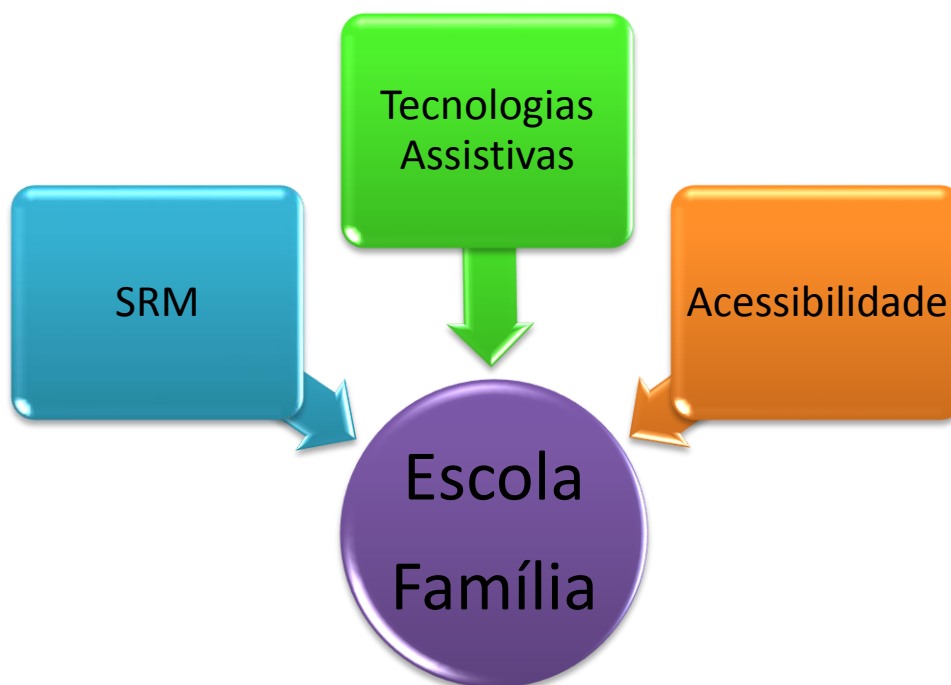 Tecnologias
Assistivas
SRM
Acessibilidade
Escola
Família